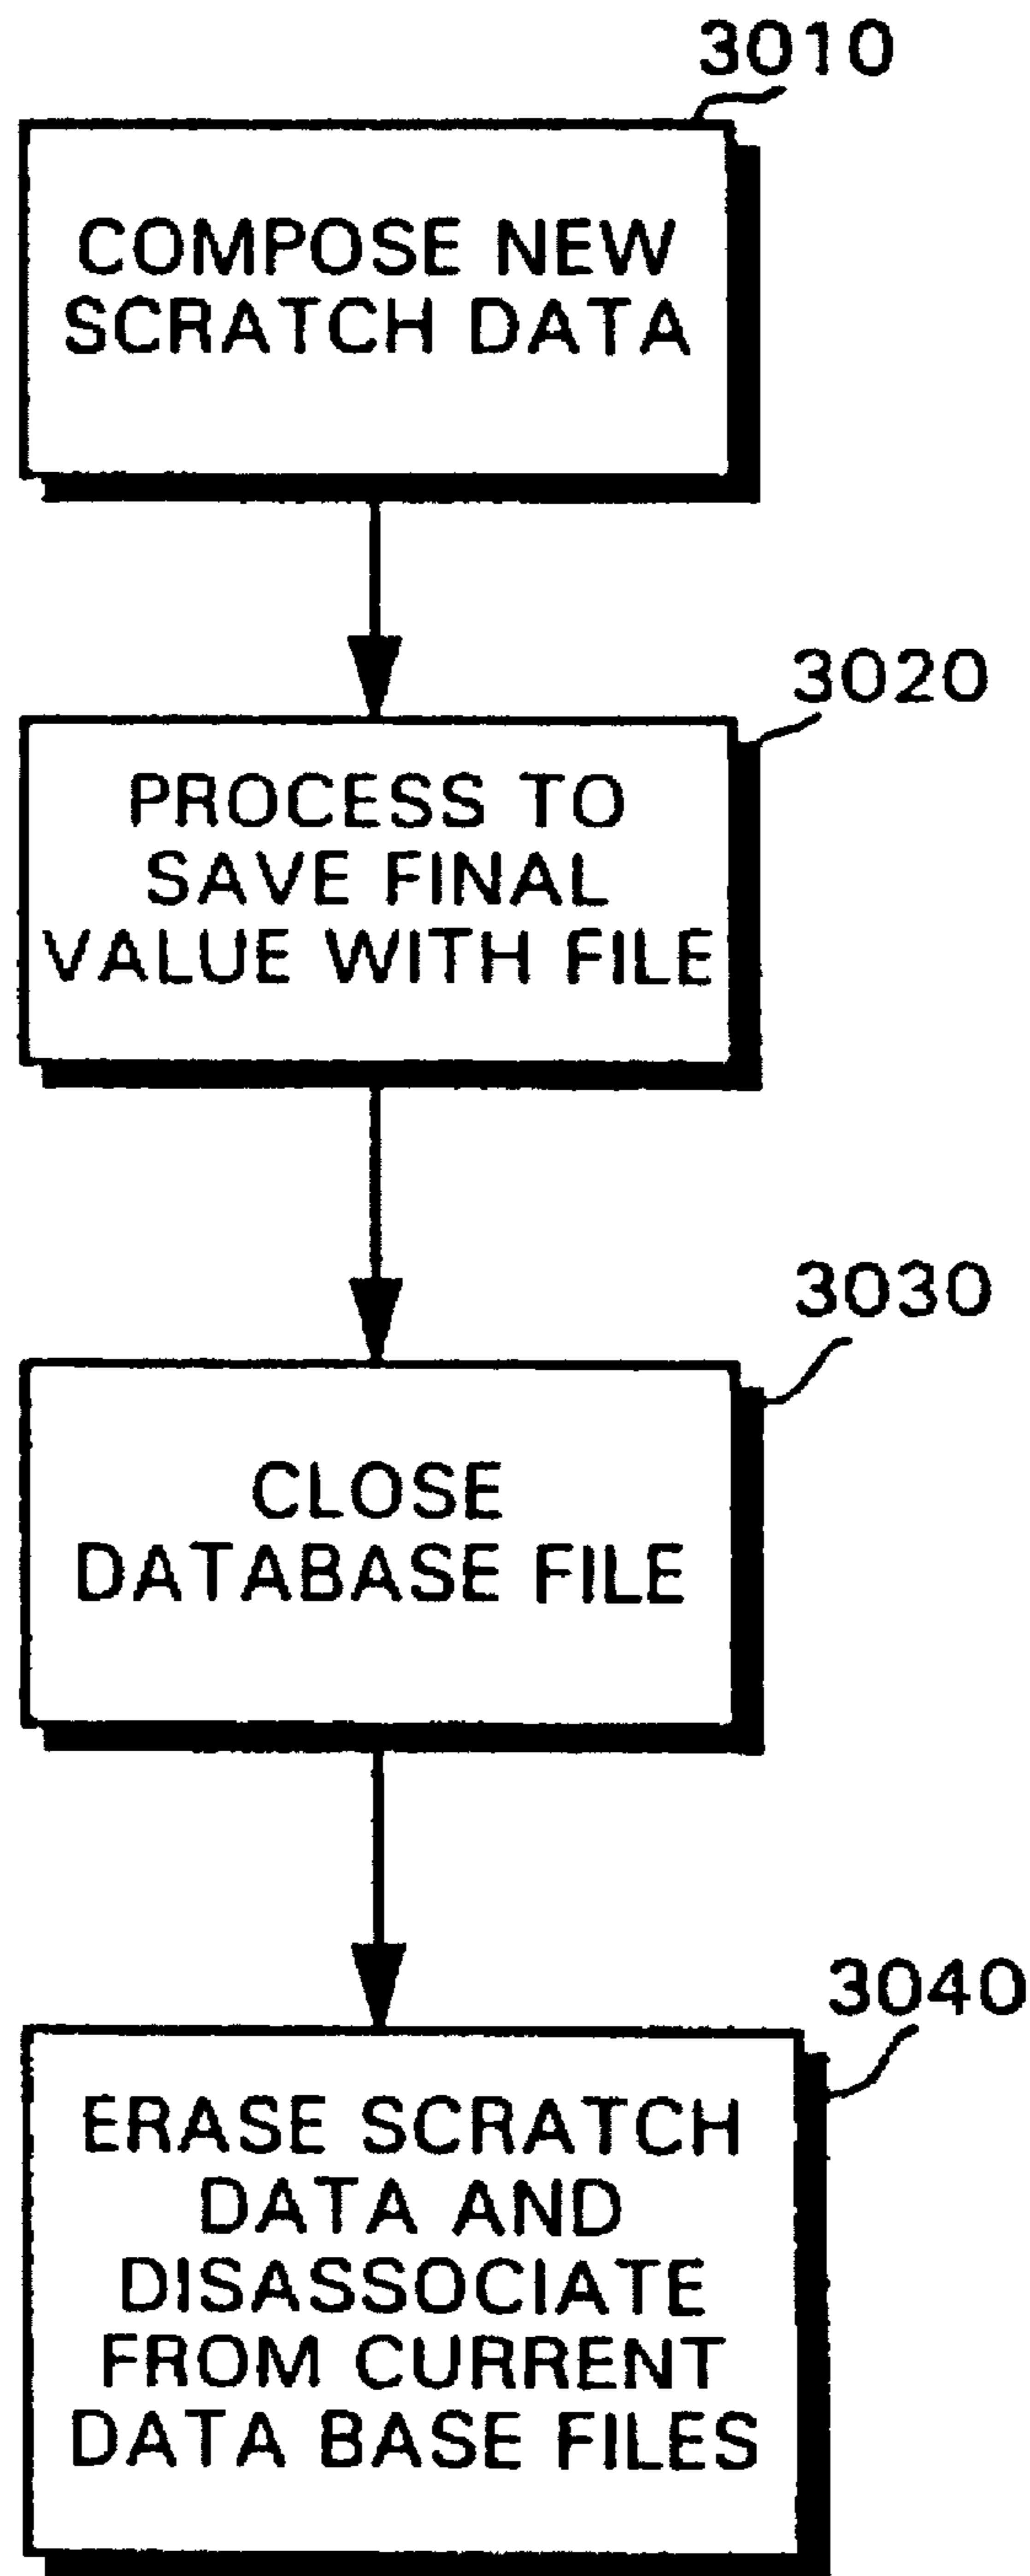 3010
COMPOSE NEW
SCRATCH DATA
3020
PROCESS TO
SAVE FINAL
VALUE WITH FILE
3030
CLOSE
DATABASE FILE
3040
ERASE SCRATCH
DATA AND
DISASSOCIATE
FROM CURRENT
DATA BASE FILES